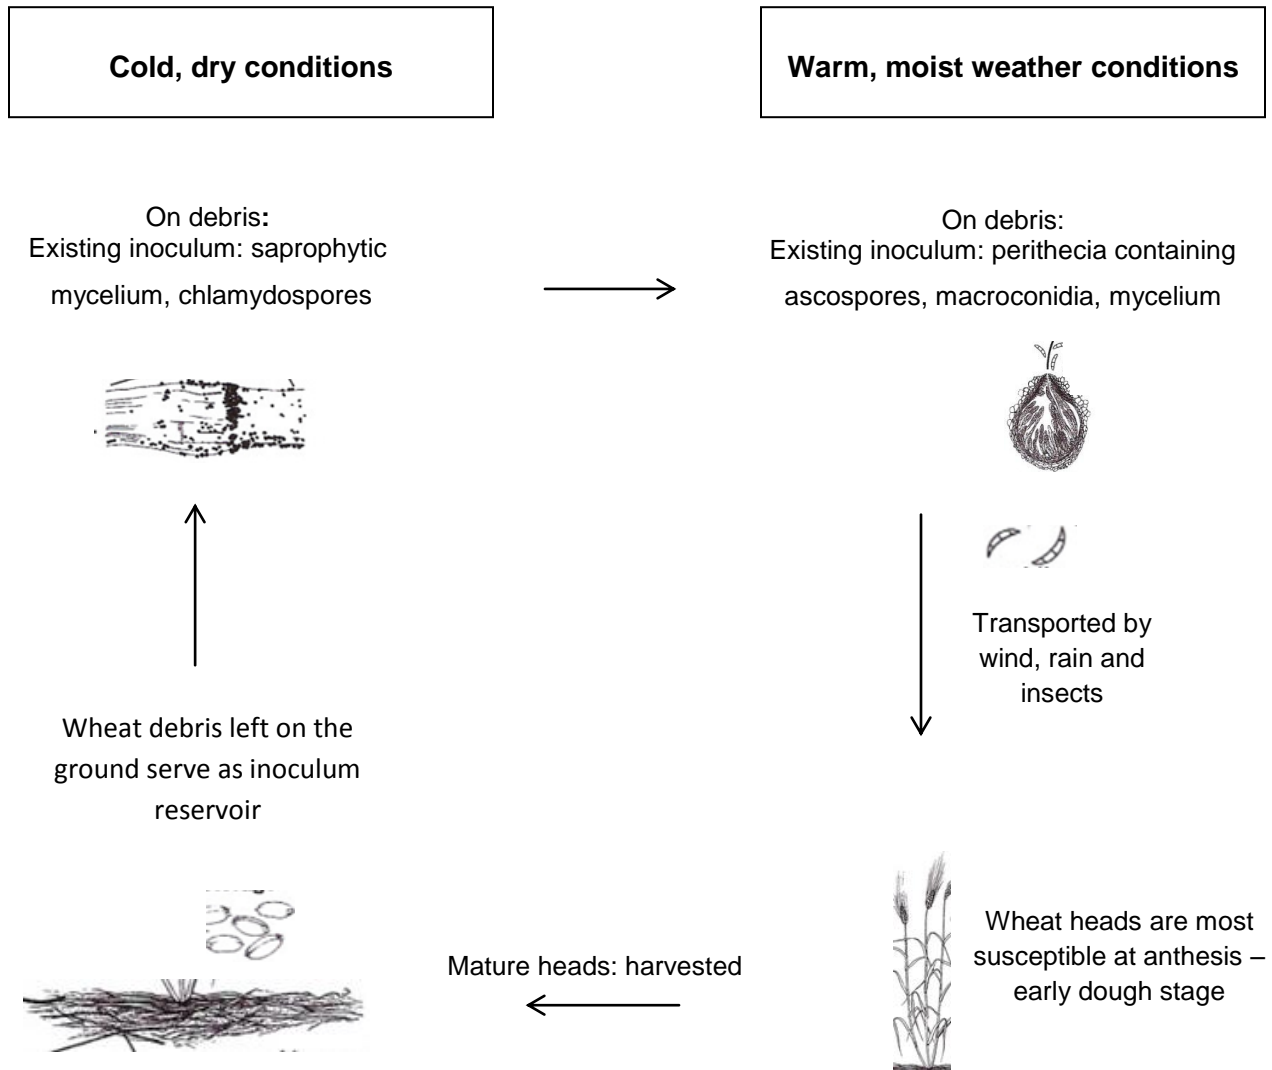 Cold, dry conditions
Warm, moist weather conditions
On debris:
Existing inoculum: saprophytic
mycelium, chlamydospores
On debris:
Existing inoculum: perithecia containing
ascospores, macroconidia, mycelium
Transported by
wind, rain and
insects
Wheat debris left on the
ground serve as inoculum
reservoir
Mature heads: harvested
Wheat heads are most
susceptible at anthesis –
early dough stage